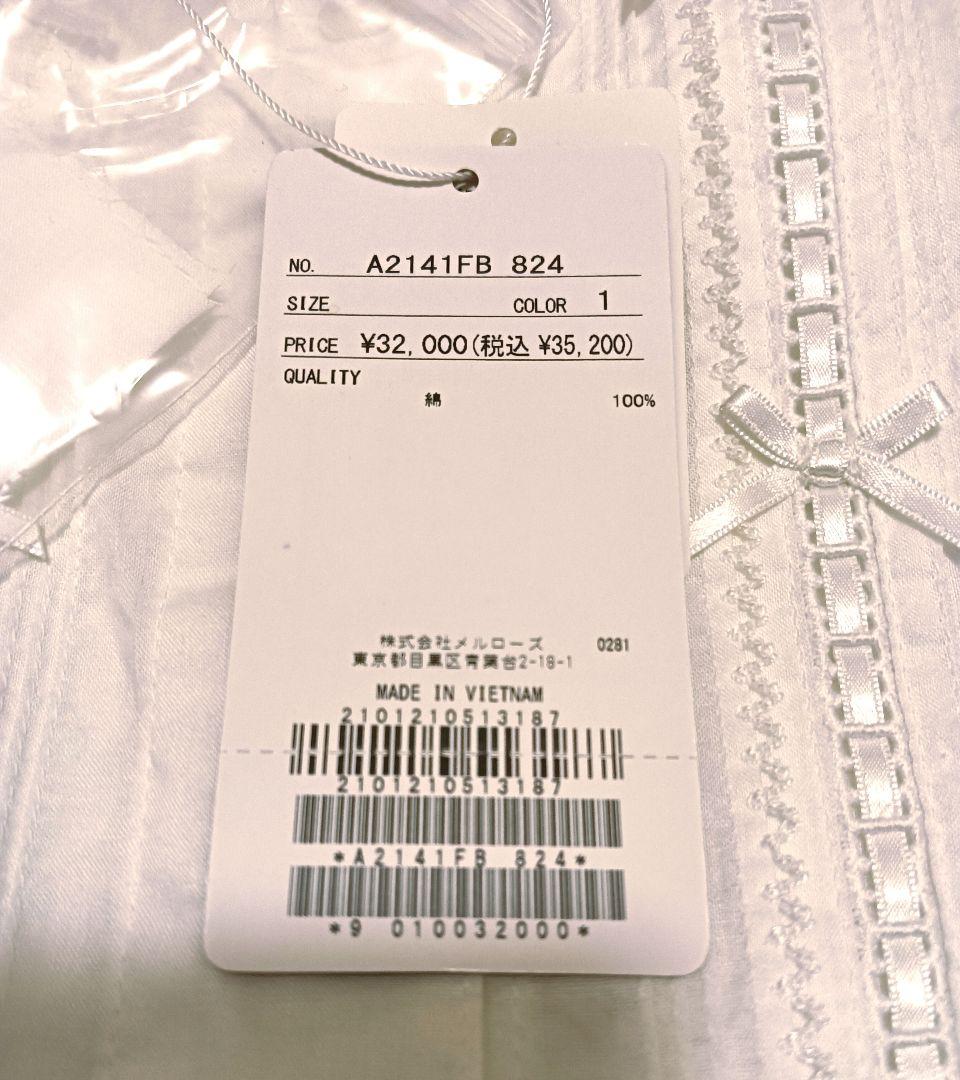 NO. A2141FB 824
SIZE COLOR 1
PRICE ¥32,000(税込 ¥35,200)
QUALITY
綿 100%
株式会社メルローズ 0281
東京都目黒区青葉台2-18-1
MADE IN VIETNAM
2101210513187
2101210513187
*A2141FB 824*
*9 010032000*